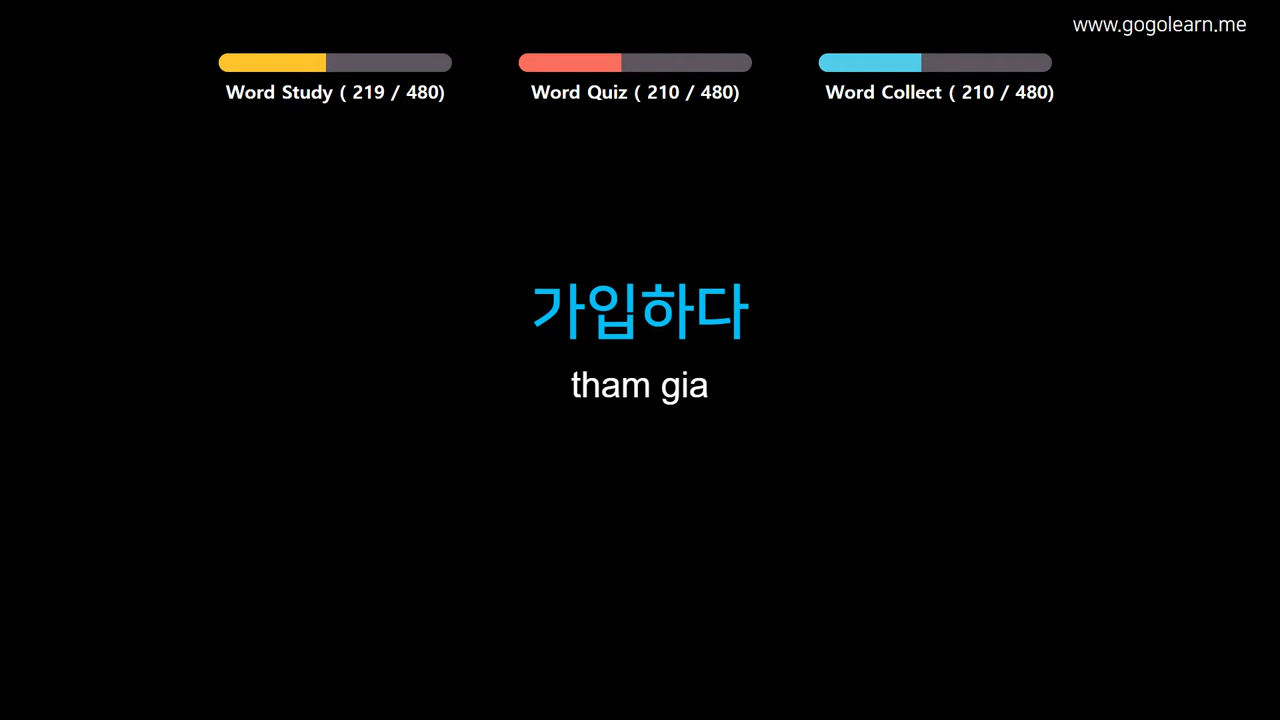 www.gogolearn.me
Word Study ( 219 / 480)
Word Quiz ( 210 / 480)
Word Collect ( 210 / 480)
가입하다
tham gia